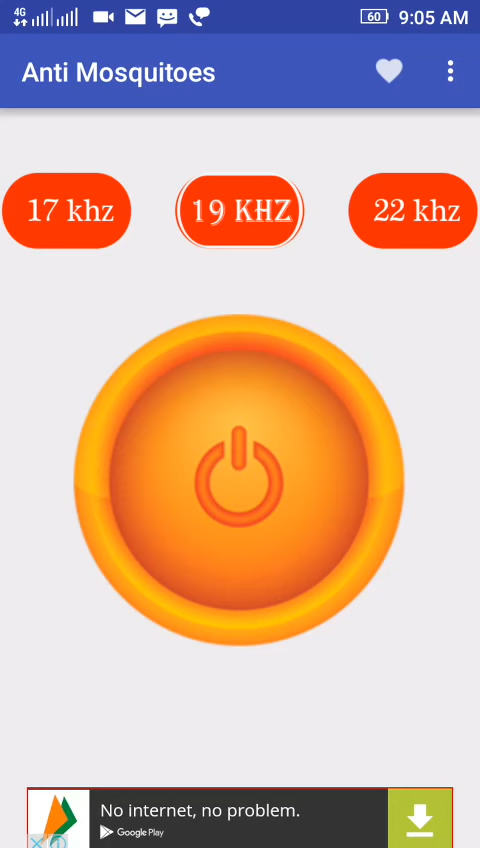 4G
60
9:05 AM
Anti Mosquitoes
17 khz
19 KHZ
22 khz
No internet, no problem.
Google Play